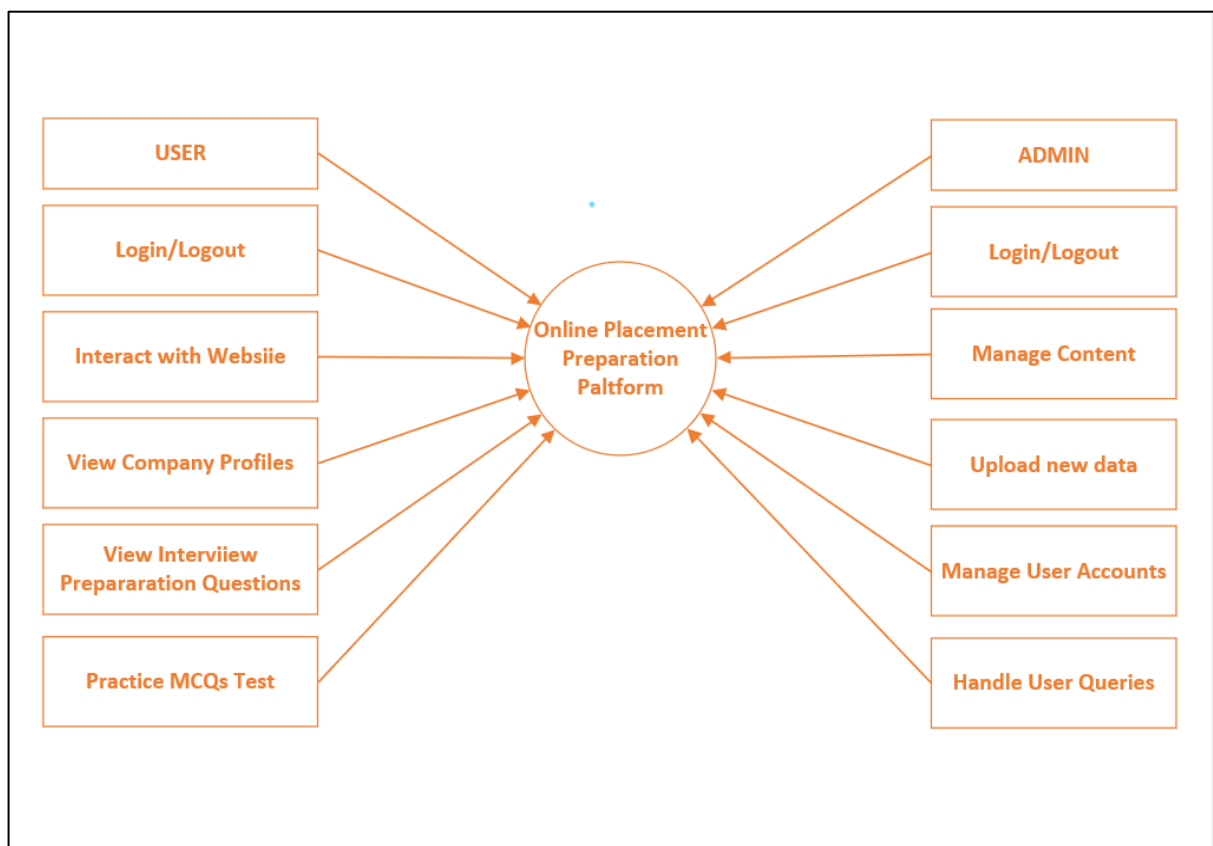 USER
Login/Logout
Interact with Websiie
View Company Profiles
View Interviiew
Prepararation Questions
Practice MCQs Test
Online Placement
Preparation
Paltform
ADMIN
Login/Logout
Manage Content
Upload new data
Manage User Accounts
Handle User Queries